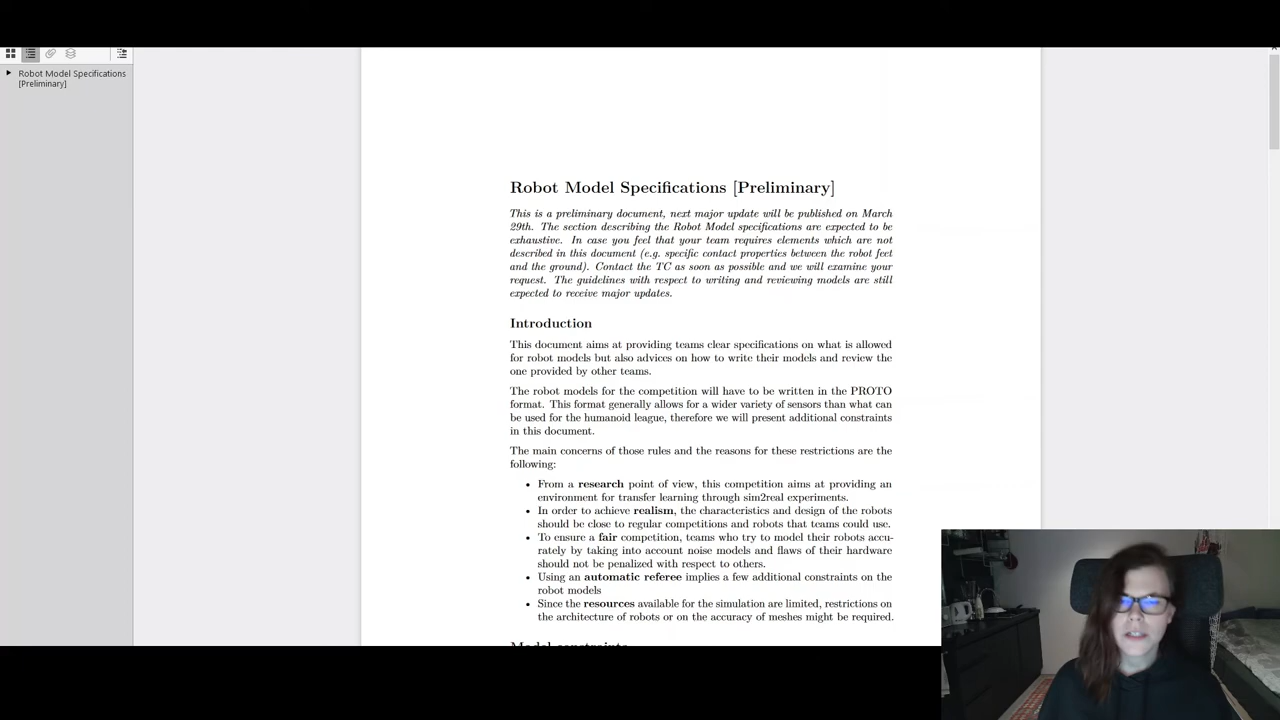 Robot Model Specifications
[Preliminary]
Robot Model Specifications [Preliminary]
This is a preliminary document, next major update will be published on March
29th. The section describing the Robot Model specifications are expected to be
exhaustive. In case you feel that your team requires elements which are not
described in this document (e.g. specific contact properties between the robot feet
and the ground). Contact the TC as soon as possible and we will examine your
request. The guidelines with respect to writing and reviewing models are still
expected to receive major updates.
Introduction
This document aims at providing teams clear specifications on what is allowed
for robot models but also advices on how to write their models and review the
one provided by other teams.
The robot models for the competition will have to be written in the PROTO
format. This format generally allows for a wider variety of sensors than what can
be used for the humanoid league, therefore we will present additional constraints
in this document.
The main concerns of those rules and the reasons for these restrictions are the
following:
• From a research point of view, this competition aims at providing an
environment for transfer learning through sim2real experiments.
• In order to achieve realism, the characteristics and design of the robots
should be close to regular competitions and robots that teams could use.
• To ensure a fair competition, teams who try to model their robots accu-
rately by taking into account noise models and flaws of their hardware
should not be penalized with respect to others.
• Using an automatic referee implies a few additional constraints on the
robot models
• Since the resources available for the simulation are limited, restrictions on
the architecture of robots or on the accuracy of meshes might be required.
Model constraints